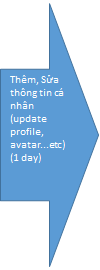 Thêm, Sửa
thông tin cá
nhân
(update
profile,
avatar...etc)
(1 day)